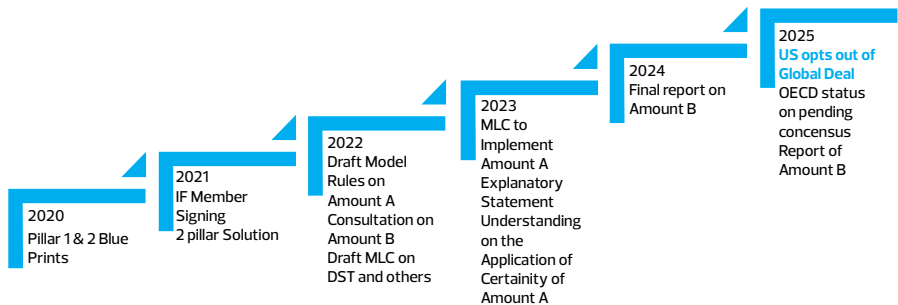 2020
Pillar 1 & 2 Blue
Prints
2021
IF Member
Signing
2 pillar Solution
2022
Draft Model
Rules on
Amount A
Consultation on
Amount B
Draft MLC on
DST and others
2023
MLC to
Implement
Amount A
Explanatory
Statement
Understanding
on the
Application of
Certainity of
Amount A
2024
Final report on
Amount B
2025
US opts out of
Global Deal
OECD status
on pending
concensus
Report of
Amount B